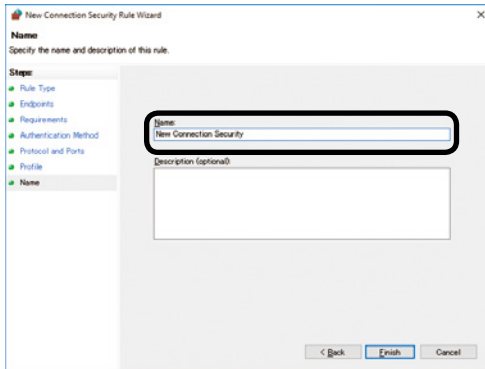 New Connection Security Rule Wizard
Name
Specify the name and description of this rule.
Steps:
Rule Type
Endpoints
Requirements
Authentication Method
Protocol and Ports
Profile
Name
Name:
New Connection Security
Description (optional):
< Back
Finish
Cancel